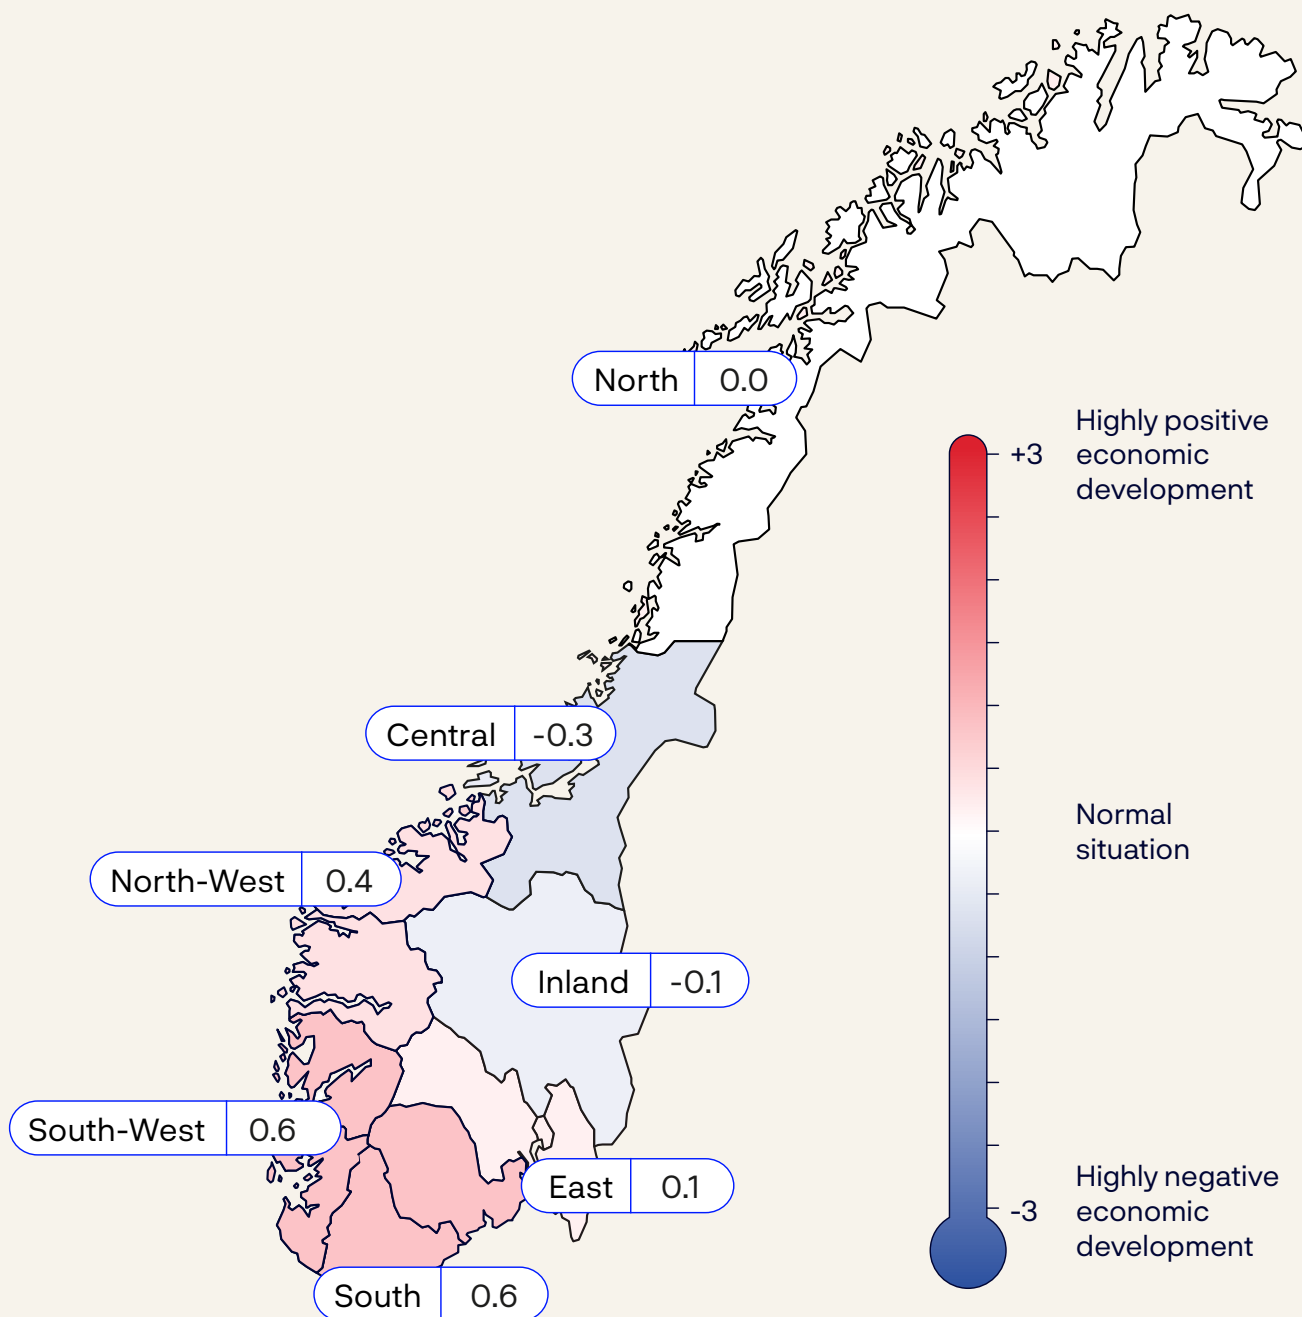 North 0.0
Highly positive
economic
development
+3
Central -0.3
Normal
situation
North-West 0.4
Inland -0.1
South-West 0.6
East 0.1
Highly negative
economic
development
-3
South 0.6